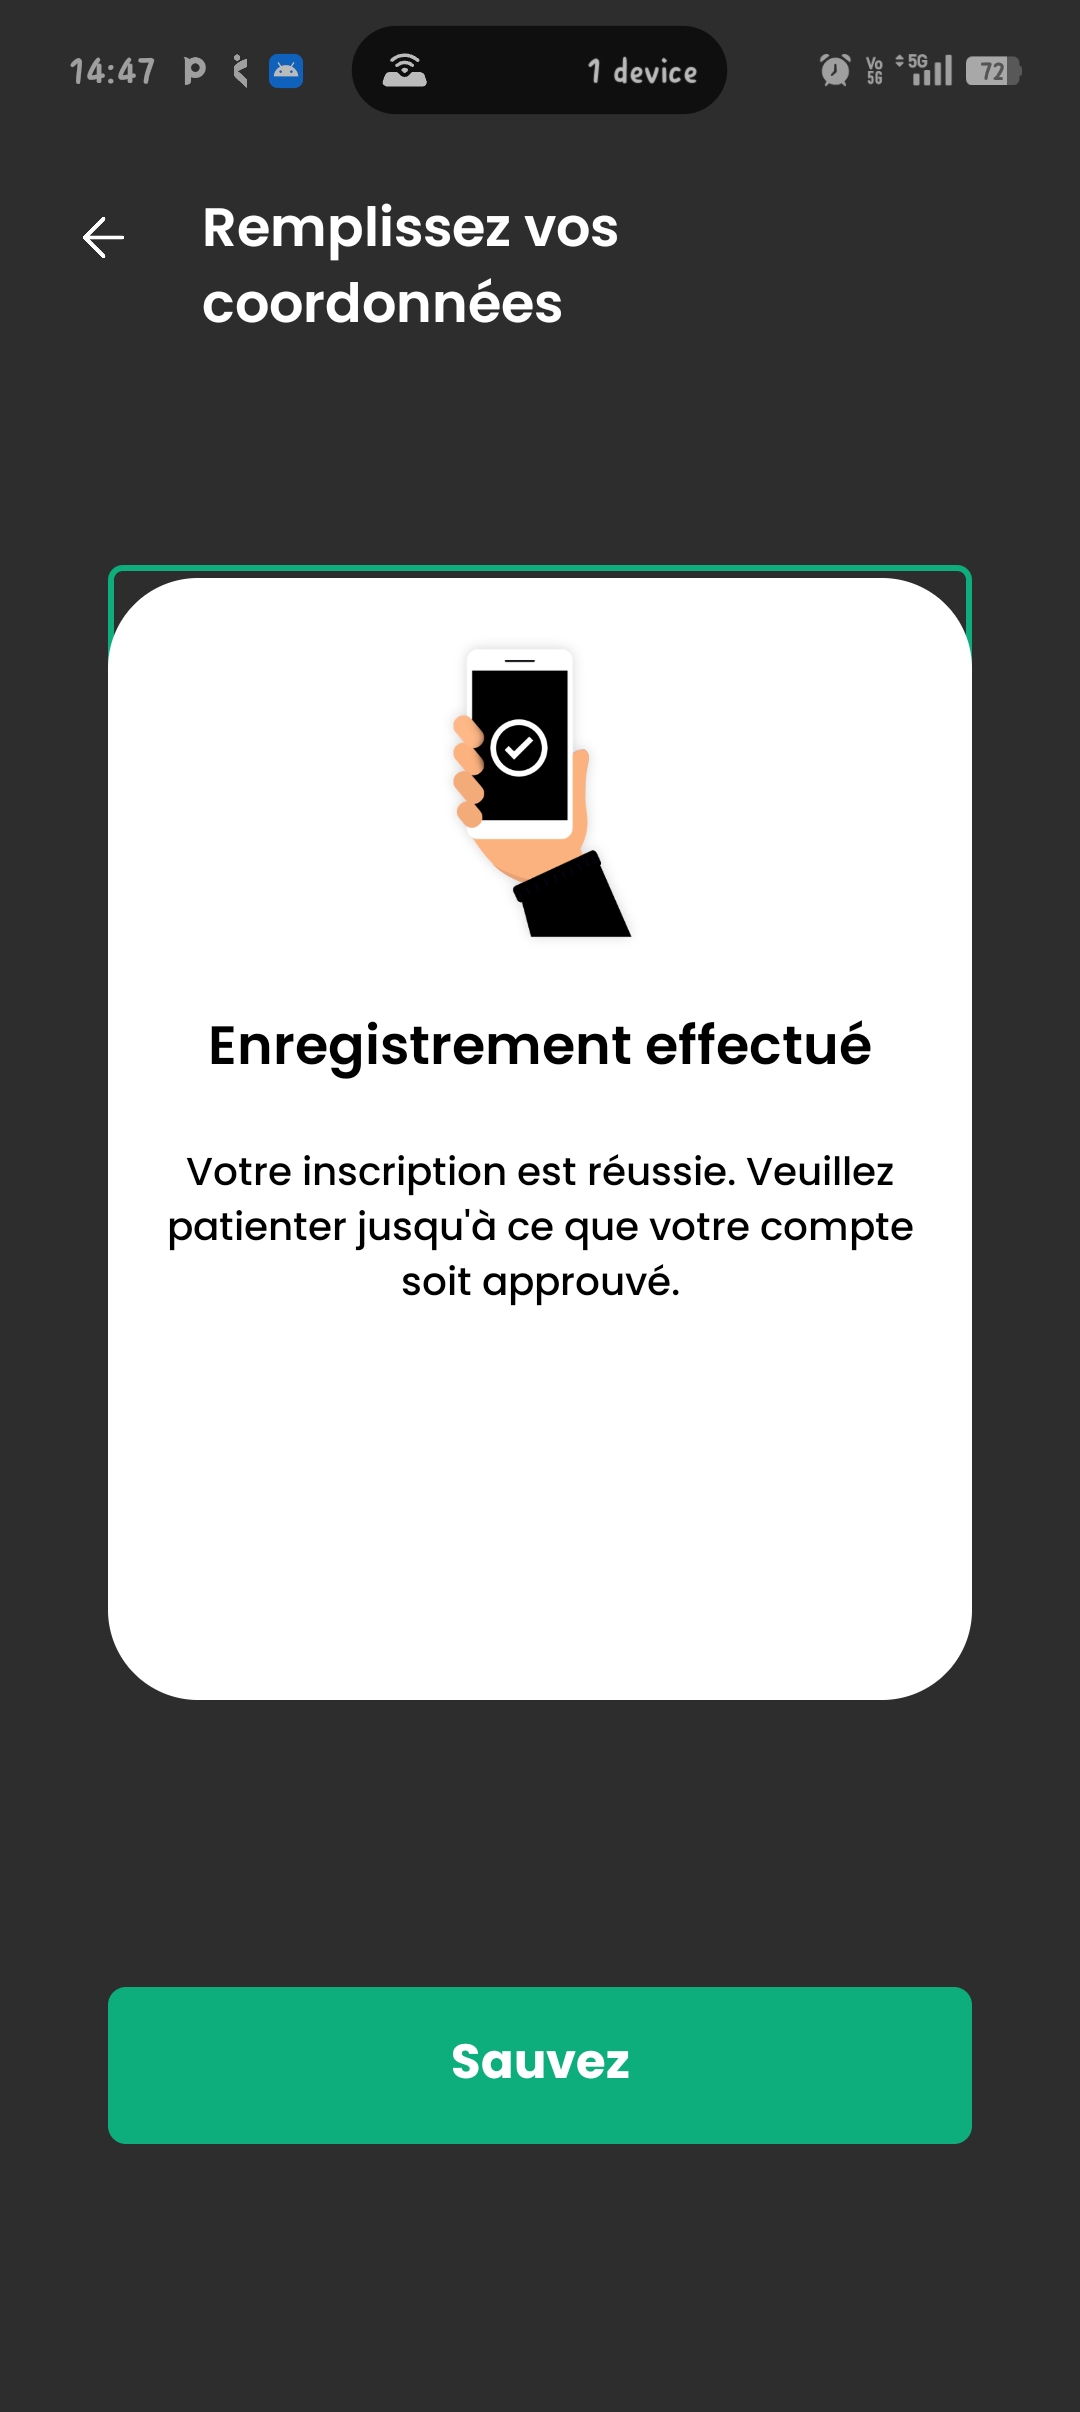 14:47
1 device
Vo
5G
5G
72
Remplissez vos
coordonnées
Enregistrement effectué
Votre inscription est réussie. Veuillez
patienter jusqu'à ce que votre compte
soit approuvé.
Sauvez